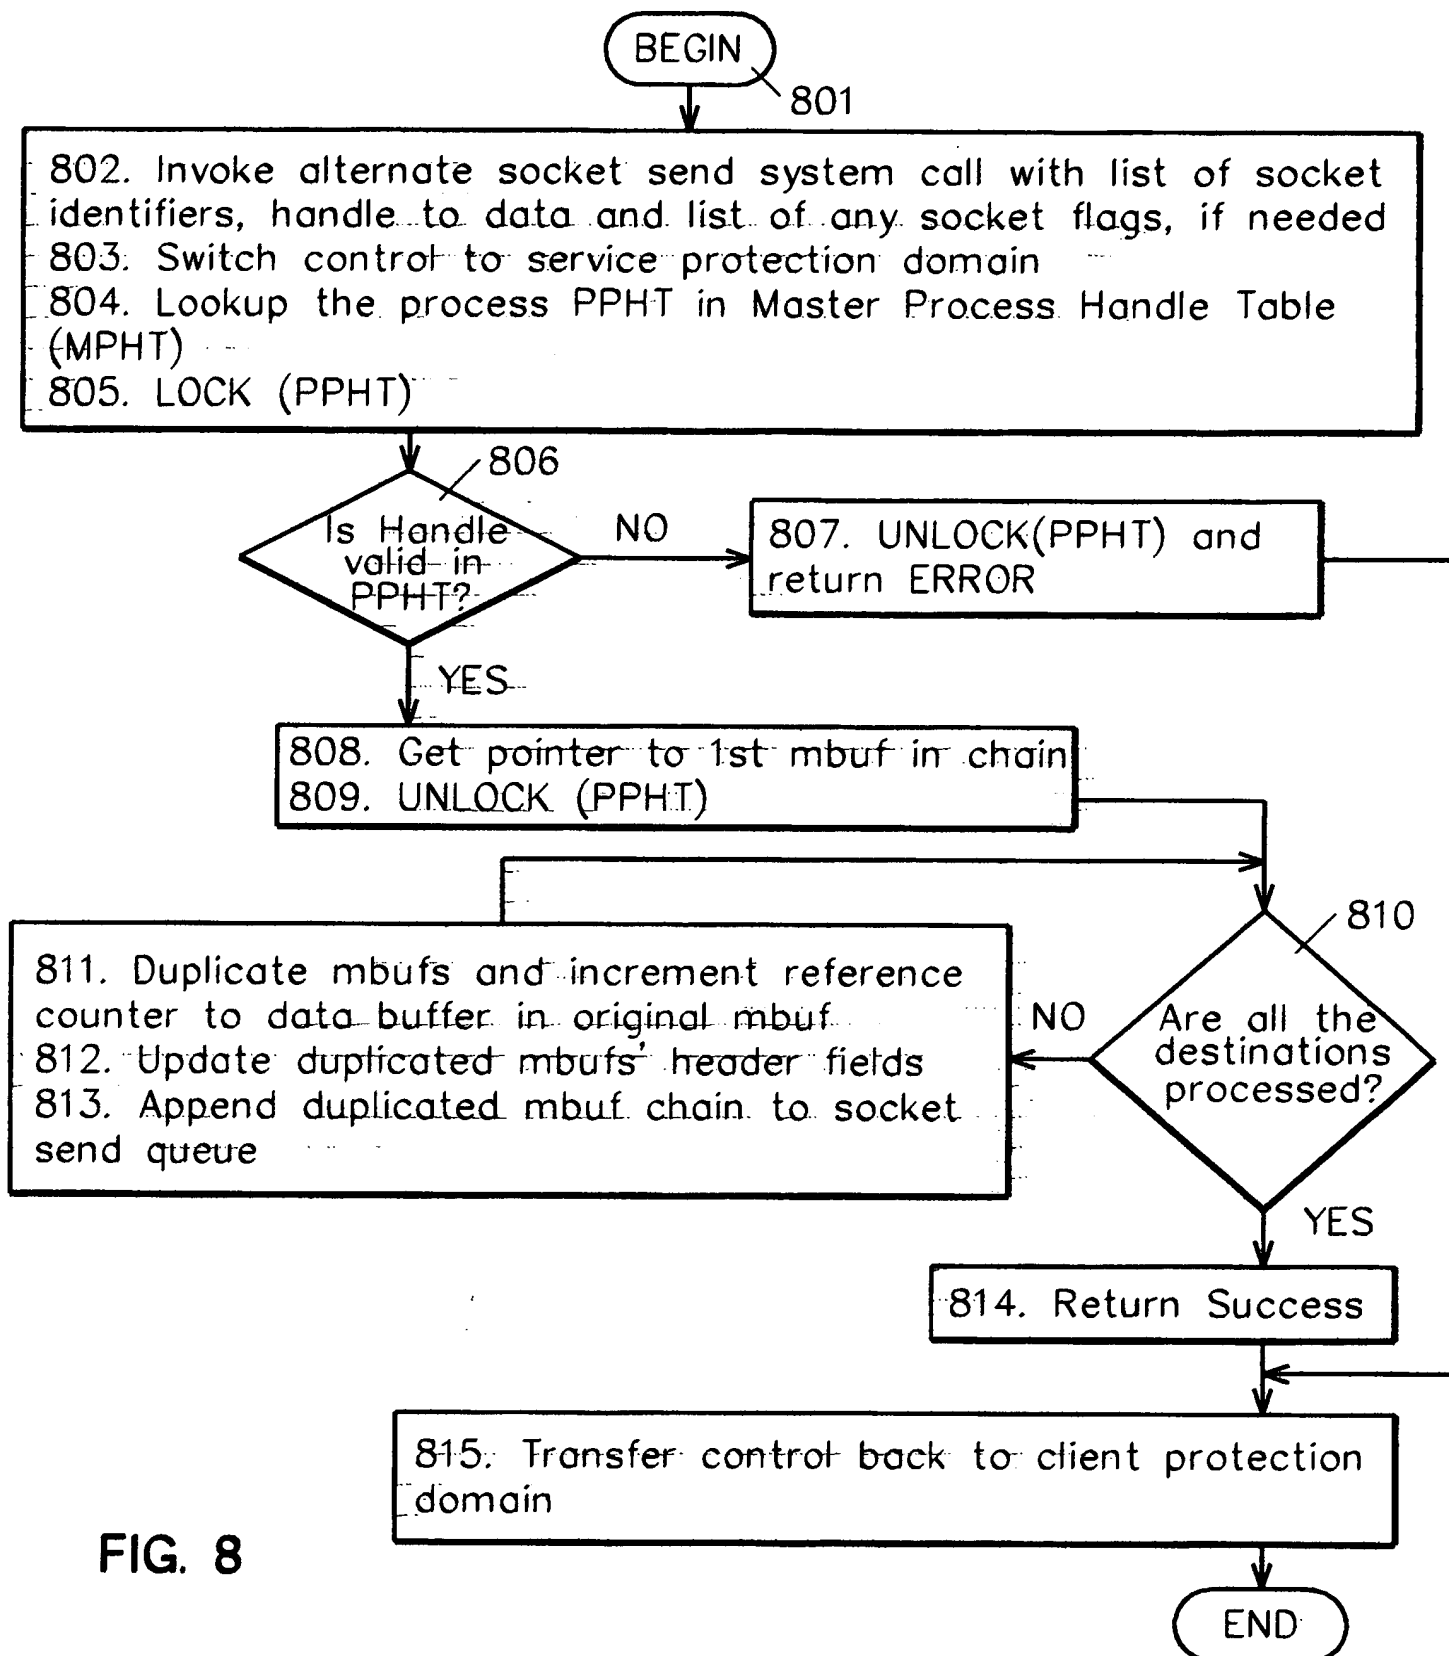 BEGIN
801
802. Invoke alternate socket send system call with list of socket
identifiers, handle to data and list of any socket flags, if needed
803. Switch control to service protection domain
804. Lookup the process PPHT in Master Process Handle Table
(MPHT)
805. LOCK (PPHT)
806
Is Handle
valid in
PPHT?
NO
807. UNLOCK(PPHT) and
return ERROR
YES
808. Get pointer to 1st mbuf in chain
809. UNLOCK (PPHT)
810
811. Duplicate mbufs and increment reference
counter to data buffer in original mbuf
812. Update duplicated mbufs' header fields
813. Append duplicated mbuf chain to socket
send queue
NO
Are all the
destinations
processed?
YES
814. Return Success
815. Transfer control back to client protection
domain
FIG. 8
END